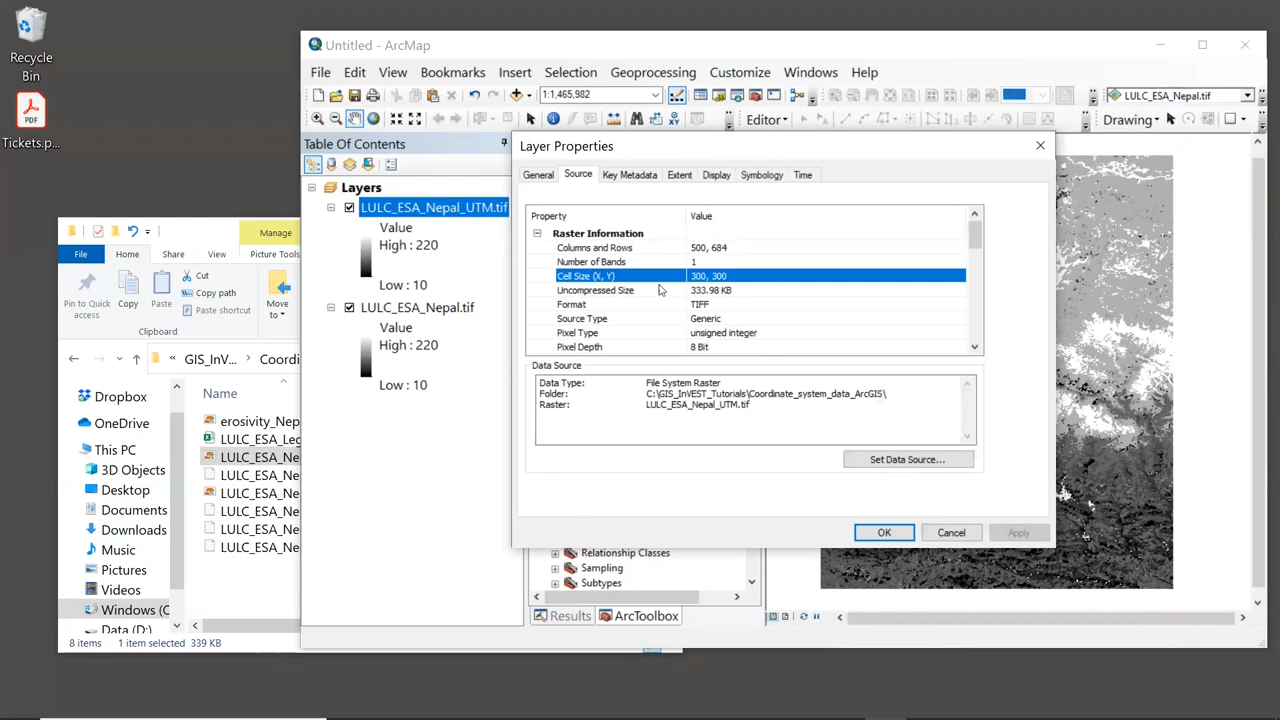 Recycle
Bin
PDF
Tickets.p...
Untitled - ArcMap
File Edit View Bookmarks Insert Selection Geoprocessing Customize Windows Help
1:1,465,982
LULC_ESA_Nepal.tif
Editor
Drawing
Table Of Contents
Layers
LULC_ESA_Nepal_UTM.tif
Value
High : 220
Low : 10
LULC_ESA_Nepal.tif
Value
High : 220
Low : 10
Layer Properties
General Source Key Metadata Extent Display Symbology Time
Property Value
Raster Information
Columns and Rows 500, 684
Number of Bands 1
Cell Size (X, Y) 300, 300
Uncompressed Size 333.98 KB
Format TIFF
Source Type Generic
Pixel Type unsigned integer
Pixel Depth 8 Bit
Data Source
Data Type: File System Raster
Folder: C:\GIS_InVEST_Tutorials\Coordinate_system_data_ArcGIS\
Raster: LULC_ESA_Nepal_UTM.tif
Set Data Source...
OK Cancel Apply
Relationship Classes
Sampling
Subtypes
Results ArcToolbox
Manage
File Home Share View Picture Tools
Pin to Quick
access
Copy
Paste
Cut
Copy path
Paste shortcut
Move
to
Clipboard
« GIS_InV... Coordi
Dropbox
OneDrive
This PC
3D Objects
Desktop
Documents
Downloads
Music
Pictures
Videos
Windows (C
Data (D:)
Name
erosivity_Nep
LULC_ESA_Leg
LULC_ESA_Ne
LULC_ESA_Ne
LULC_ESA_Ne
LULC_ESA_Ne
LULC_ESA_Ne
LULC_ESA_Ne
8 items 1 item selected 339 KB